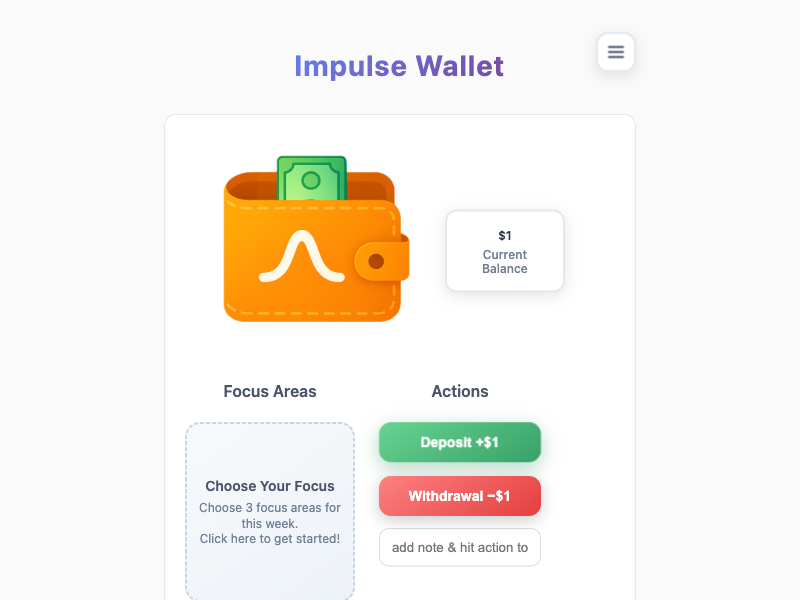 Impulse Wallet
$1
Current
Balance
Focus Areas
Actions
Choose Your Focus
Choose 3 focus areas for
this week.
Click here to get started!
Deposit +$1
Withdrawal −$1
add note & hit action to